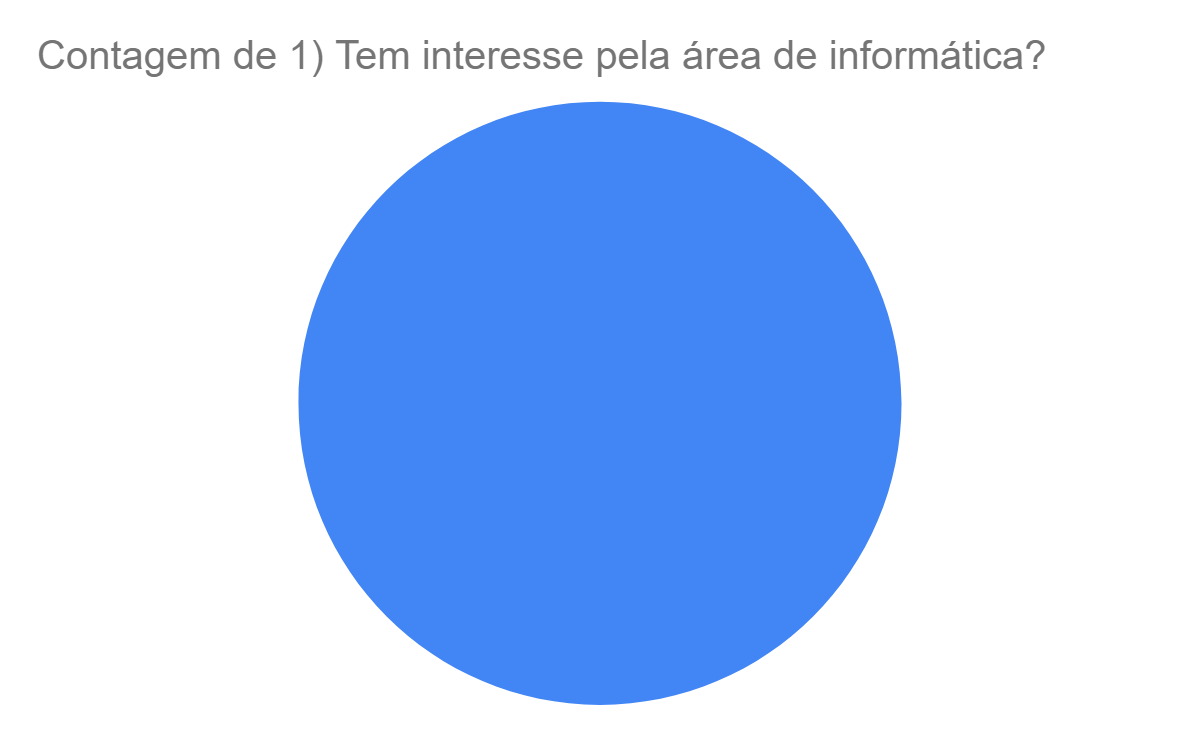 Contagem de 1) Tem interesse pela área de informática?